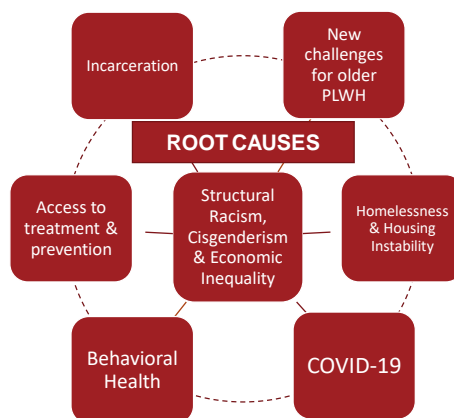 Incarceration
New
challenges
for older
PLWH
ROOT CAUSES
Access to
treatment &
prevention
Structural
Racism,
Cisgenderism
& Economic
Inequality
Homelessness
& Housing
Instability
Behavioral
Health
COVID-19